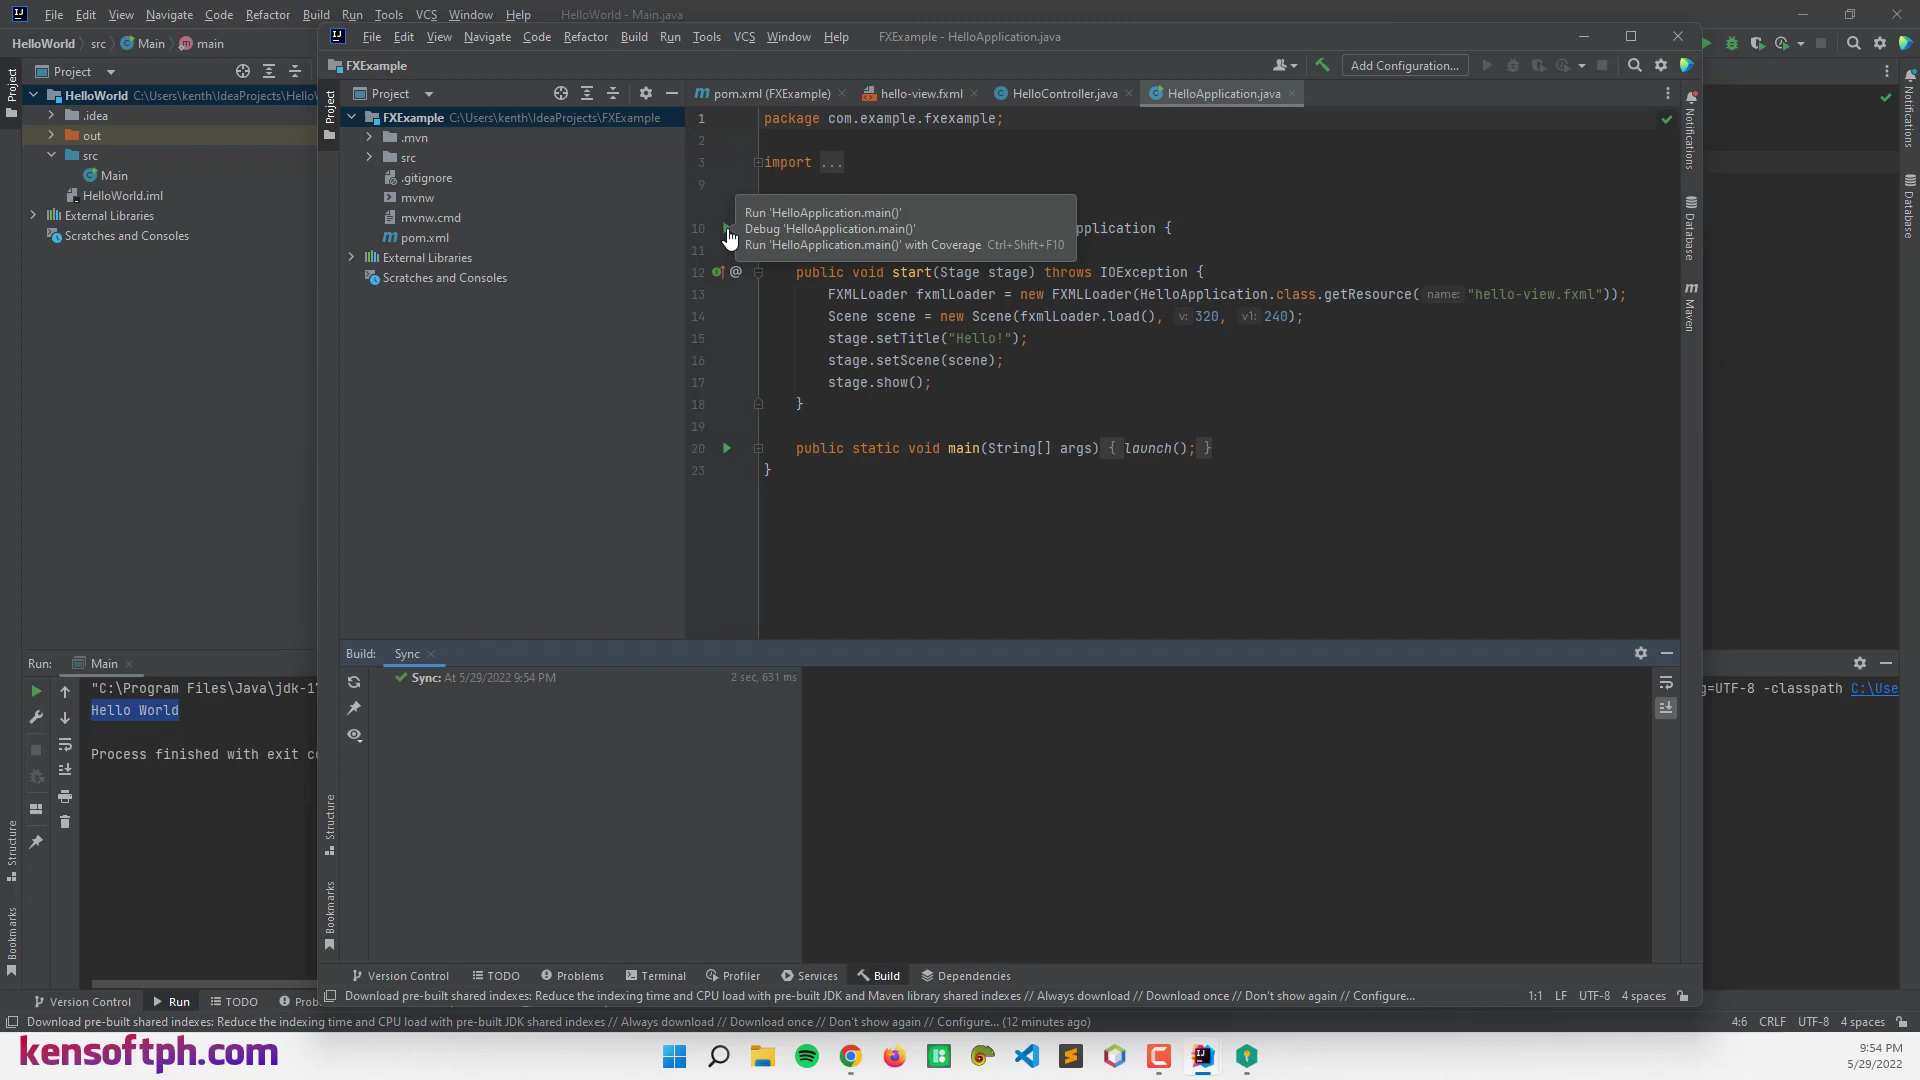 File Edit View Navigate Code Refactor Build Run Tools VCS Window Help HelloWorld - Main.java
HelloWorld src Main main
Project
HelloWorld C:\Users\kenth\IdeaProjects\HelloW
.idea
out
src
Main
HelloWorld.iml
External Libraries
Scratches and Consoles
Project
Structure
Bookmarks
Run: Main
"C:\Program Files\Java\jdk-1
Hello World
Process finished with exit co
File Edit View Navigate Code Refactor Build Run Tools VCS Window Help FXExample - HelloApplication.java
FXExample
Add Configuration...
Project
FXExample C:\Users\kenth\IdeaProjects\FXExample
.mvn
src
.gitignore
mvnw
mvnw.cmd
pom.xml
External Libraries
Scratches and Consoles
Project
Structure
Bookmarks
pom.xml (FXExample) hello-view.fxml HelloController.java HelloApplication.java
1 package com.example.fxexample;
2
3 import ...
9
Run 'HelloApplication.main()'
Debug 'HelloApplication.main()'
Run 'HelloApplication.main()' with Coverage Ctrl+Shift+F10
10 pplication {
11
12 @ public void start(Stage stage) throws IOException {
13 FXMLLoader fxmlLoader = new FXMLLoader(HelloApplication.class.getResource( name: "hello-view.fxml"));
14 Scene scene = new Scene(fxmlLoader.load(), v: 320, v1: 240);
15 stage.setTitle("Hello!");
16 stage.setScene(scene);
17 stage.show();
18 }
19
20 public static void main(String[] args) { launch(); }
23 }
Notifications
Database
Maven
Notifications
Database
Build: Sync
Sync: At 5/29/2022 9:54 PM 2 sec, 631 ms
g=UTF-8 -classpath C:\Use
Version Control TODO Problems Terminal Profiler Services Build Dependencies
Download pre-built shared indexes: Reduce the indexing time and CPU load with pre-built JDK and Maven library shared indexes // Always download // Download once // Don't show again // Configure... 1:1 LF UTF-8 4 spaces
Version Control Run TODO Prob
Download pre-built shared indexes: Reduce the indexing time and CPU load with pre-built JDK shared indexes // Always download // Download once // Don't show again // Configure... (12 minutes ago) 4:6 CRLF UTF-8 4 spaces
kensoftph.com
9:54 PM
5/29/2022